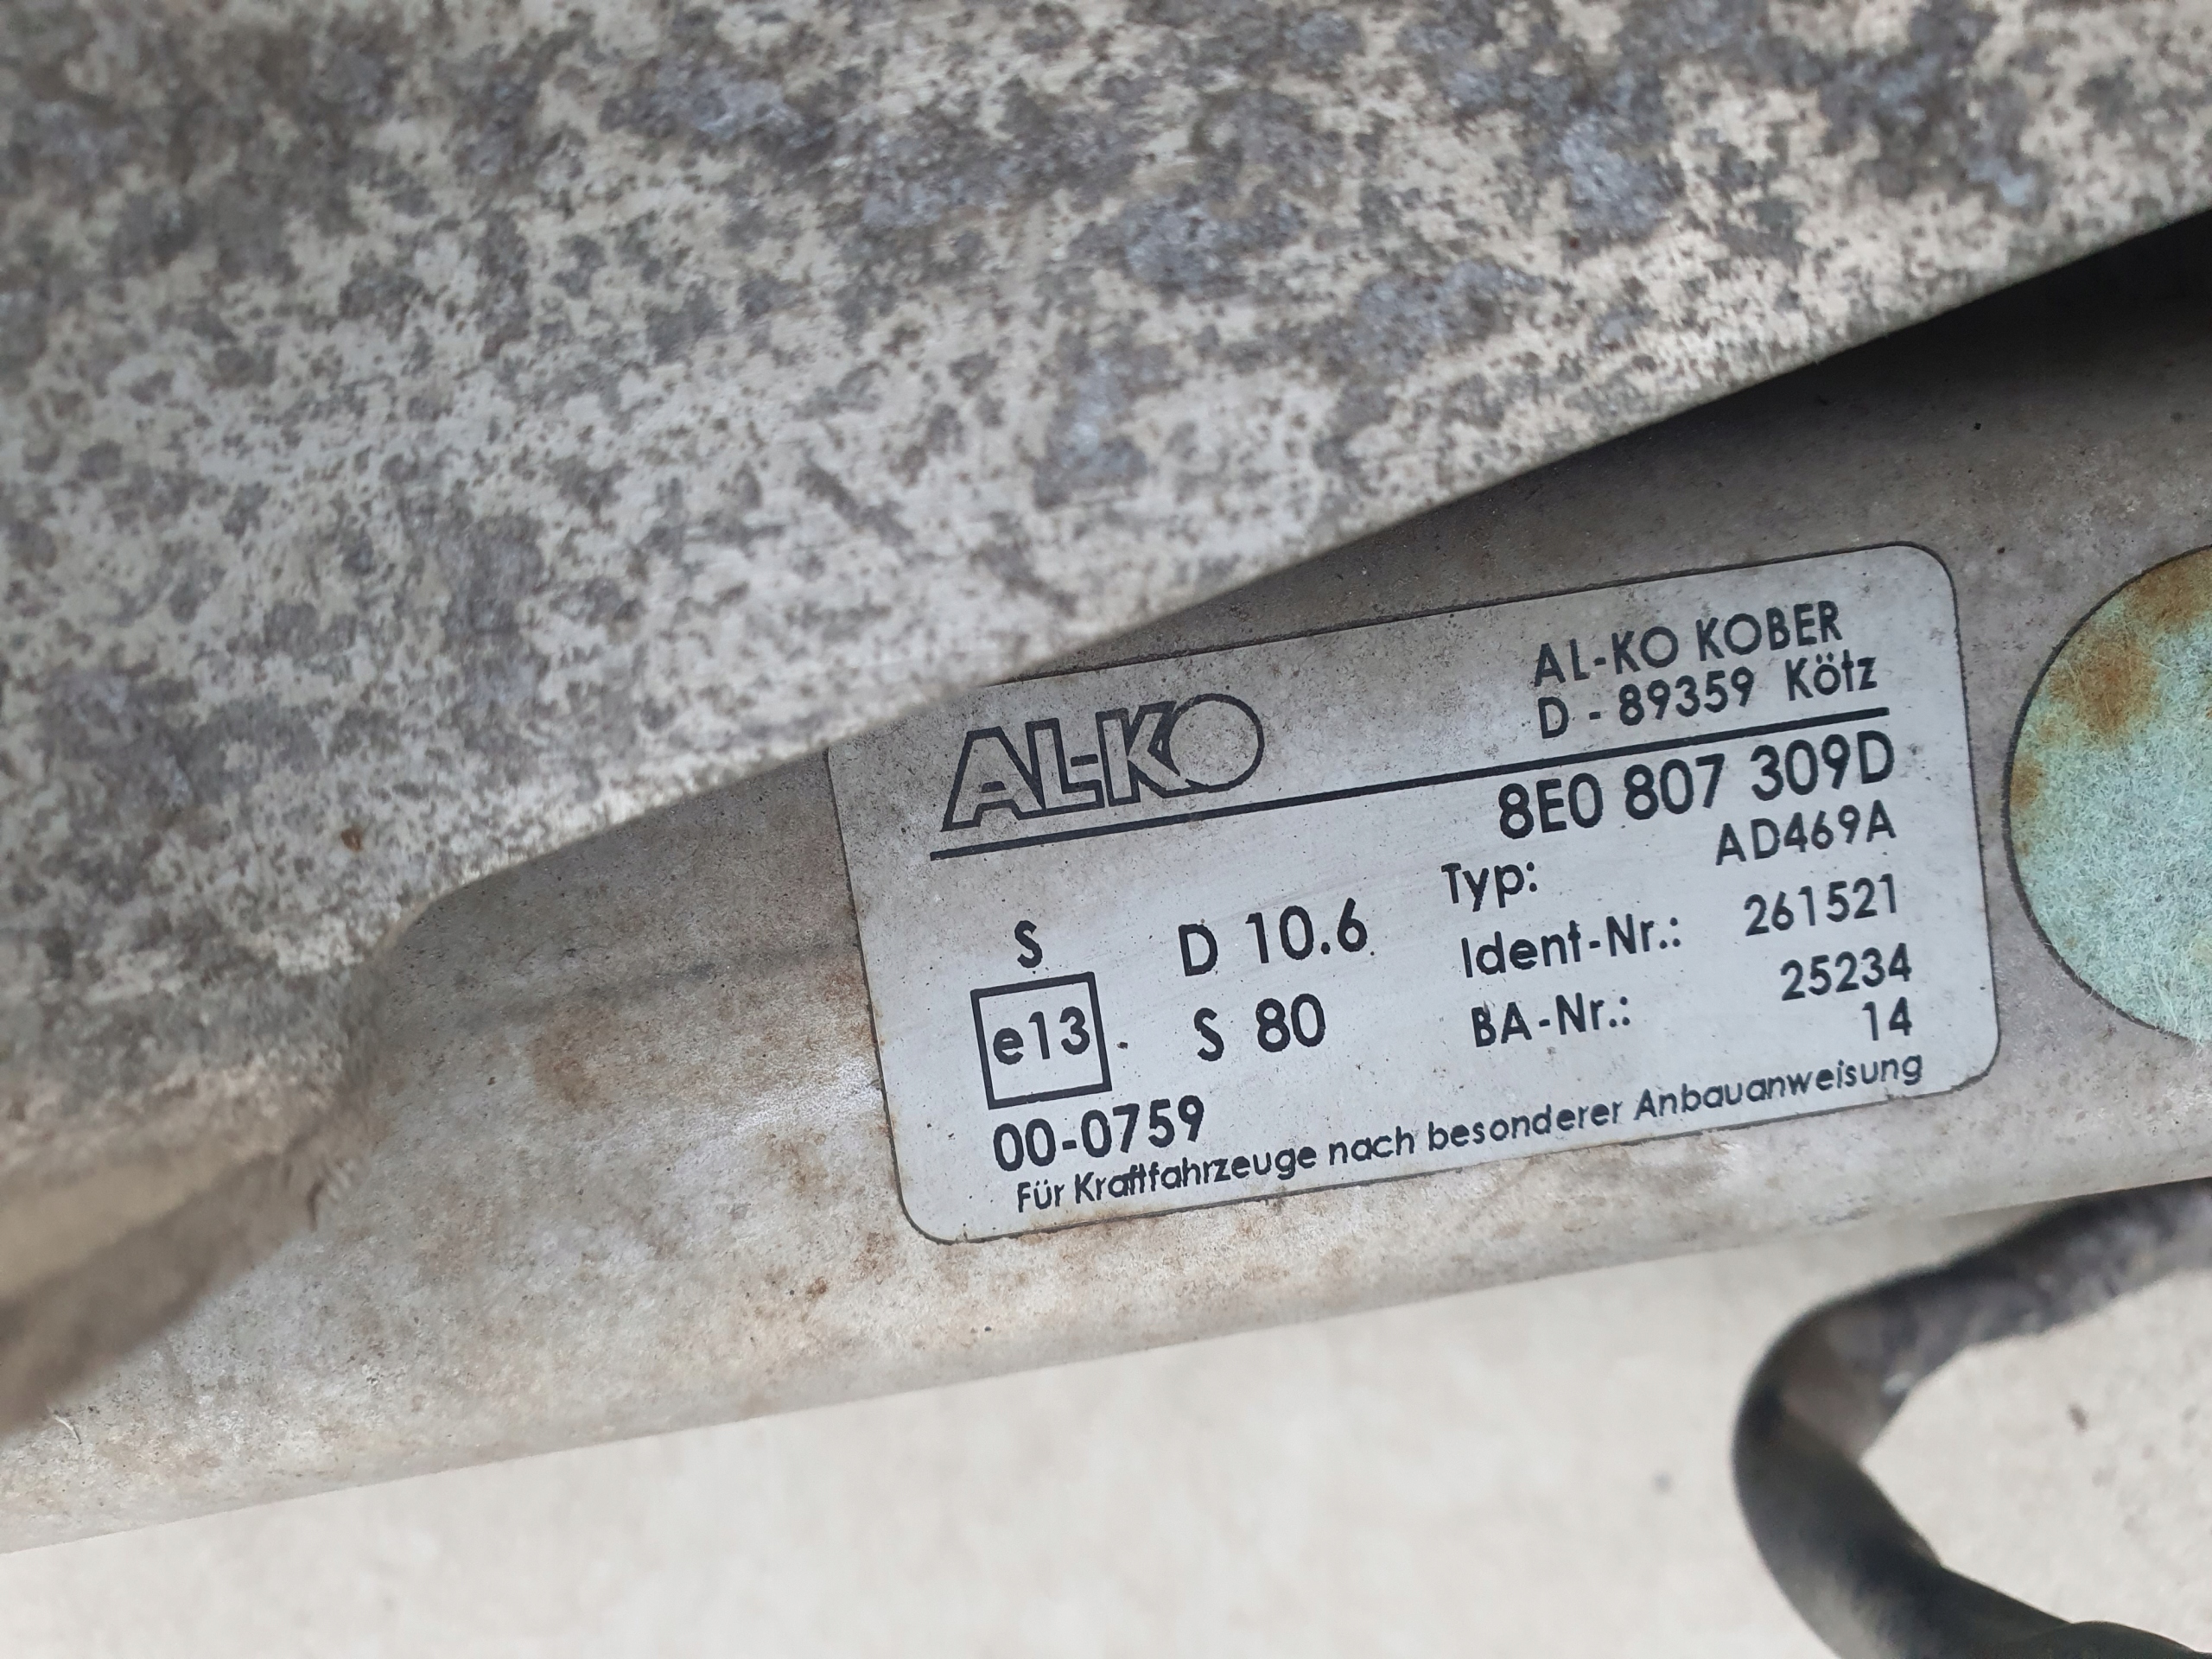 AL-KO
AL-KO KOBER
D - 89359 Kötz
8E0 807 309D
Typ: AD469A
S D 10.6 Ident-Nr.: 261521
e13 S 80 BA-Nr.: 25234
14
00-0759
Für Kraftfahrzeuge nach besonderer Anbauanweisung